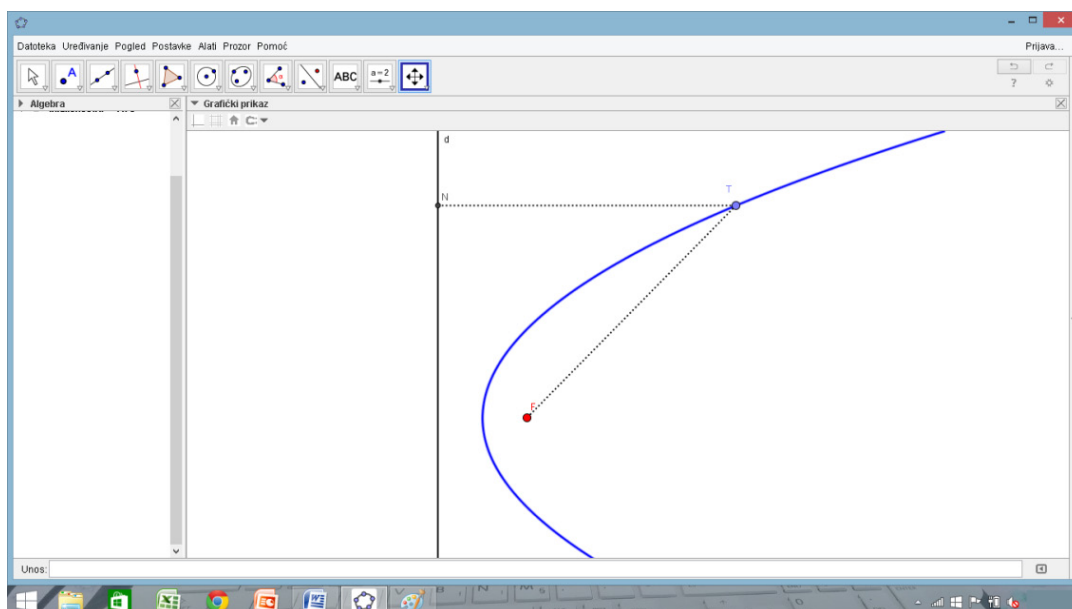 Datoteka Uređivanje Pogled Postavke Alati Prozor Pomoć
Prijava...
A
ABC
a=2
?
Algebra
Grafički prikaz
d
N
T
F
Unos: